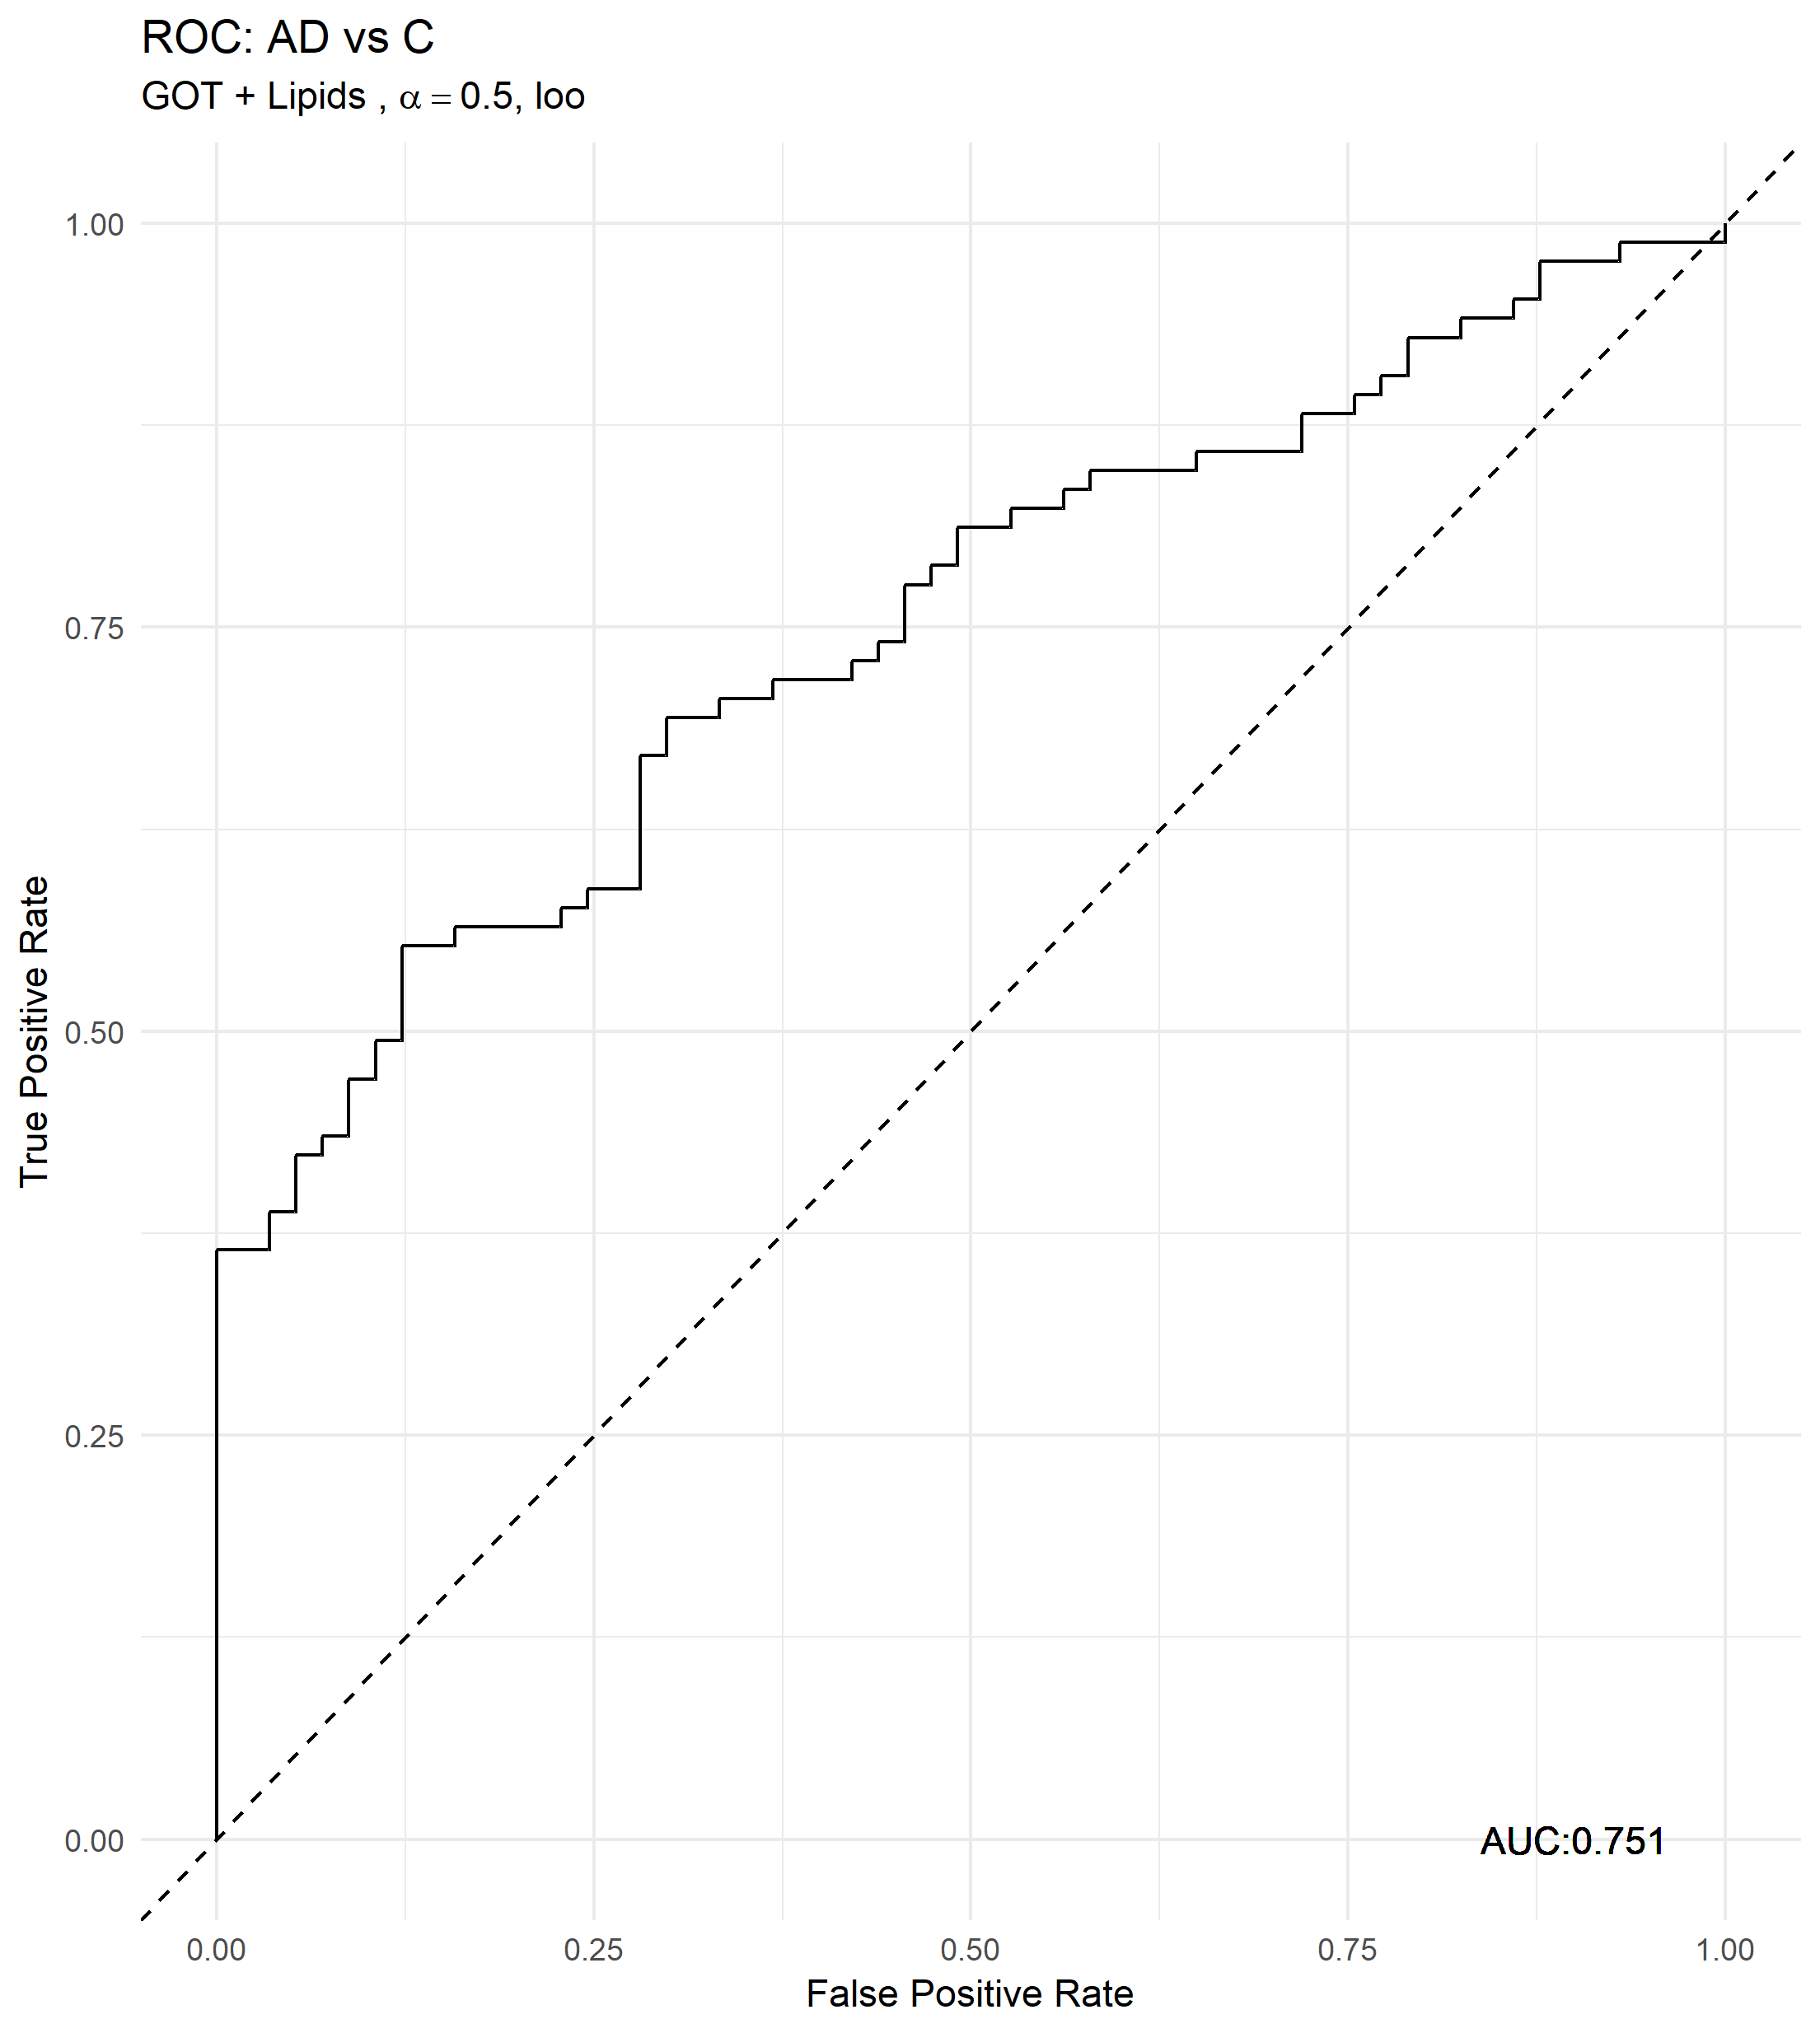 ROC: AD vs C
GOT + Lipids , α = 0.5, loo
1.00
0.75
0.50
0.25
0.00
True Positive Rate
AUC:0.751
0.00 0.25 0.50 0.75 1.00
False Positive Rate